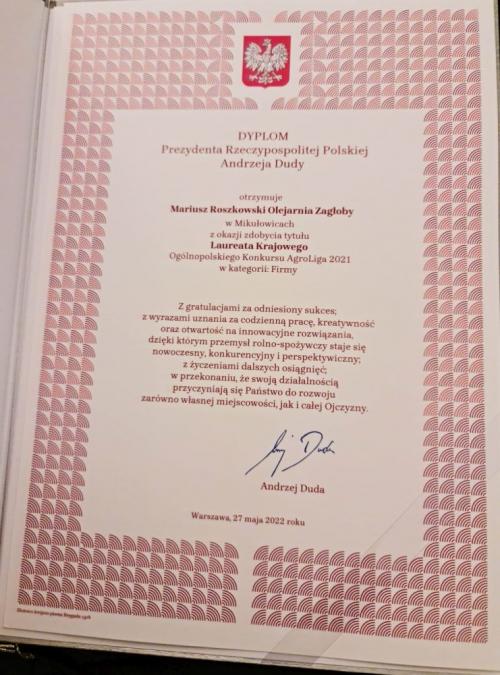 DYPLOM
Prezydenta Rzeczypospolitej Polskiej
Andrzeja Dudy
otrzymuje
Mariusz Roszkowski Olejarnia Zagłoby
w Mikułowicach
z okazji zdobycia tytułu
Laureata Krajowego
Ogólnopolskiego Konkursu AgroLiga 2021
w kategorii: Firmy
Z gratulacjami za odniesiony sukces;
z wyrazami uznania za codzienną pracę, kreatywność
oraz otwartość na innowacyjne rozwiązania,
dzięki którym przemysł rolno-spożywczy staje się
nowoczesny, konkurencyjny i perspektywiczny;
z życzeniami dalszych osiągnięć;
w przekonaniu, że swoją działalnością
przyczyniają się Państwo do rozwoju
zarówno własnej miejscowości, jak i całej Ojczyzny.
Andrzej Duda
Warszawa, 27 maja 2022 roku